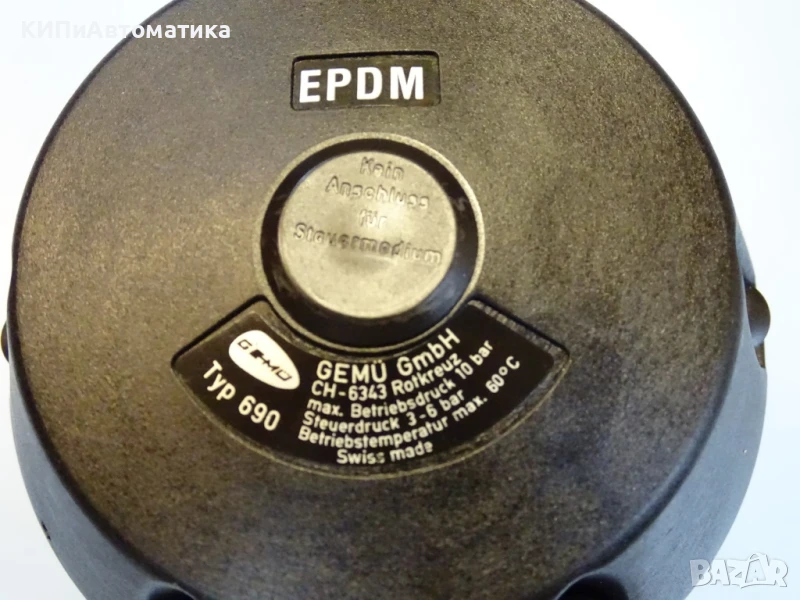 КИПиАвтоматика
EPDM
Kein
Anschluss
für
Steuermedium
GEMÜ
Typ 690
GEMÜ GmbH
CH-6343 Rotkreuz
max. Betriebsdruck 10 bar
Steuerdruck 3-6 bar
Betriebstemperatur max. 60°C
Swiss made
BAZAR